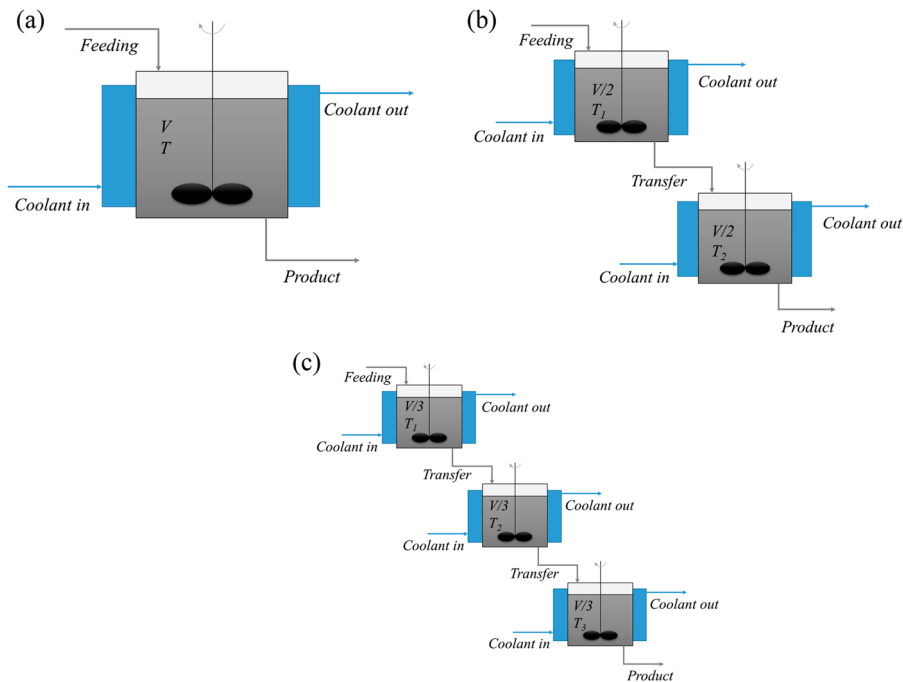 (a)
Feeding
Coolant out
V
T
Coolant in
Product
(b)
Feeding
Coolant out
V/2
T1
Coolant in
Transfer
Coolant out
V/2
T2
Coolant in
Product
(c)
Feeding
Coolant out
V/3
T1
Coolant in
Transfer
Coolant out
V/3
T2
Coolant in
Transfer
Coolant out
V/3
T3
Coolant in
Product